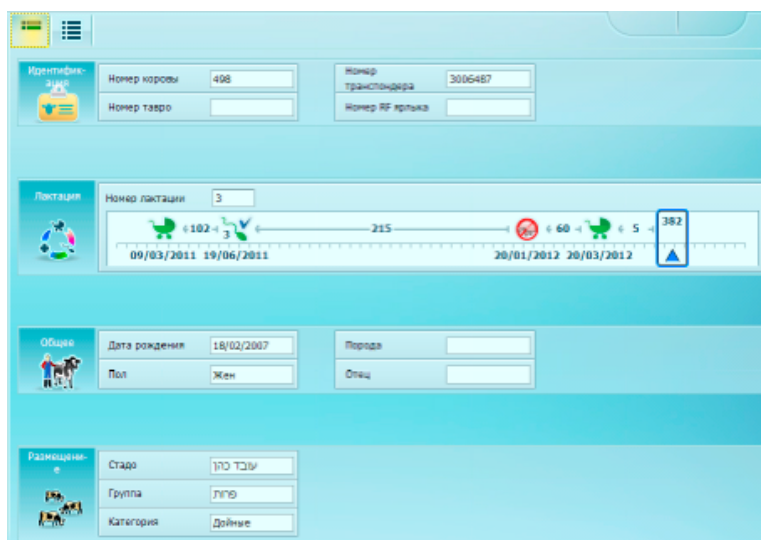 Идентифик-
ация
Номер коровы 498 Номер транспондера 3006487
Номер тавро Номер RF ярлыка
Лактация
Номер лактации 3
102 3 215 60 5 382
09/03/2011 19/06/2011 20/01/2012 20/03/2012
Общее
Дата рождения 18/02/2007 Порода
Пол Жен Отец
Размещени-
е
Стадо עובד כהן
Группа פרות
Категория Дойные